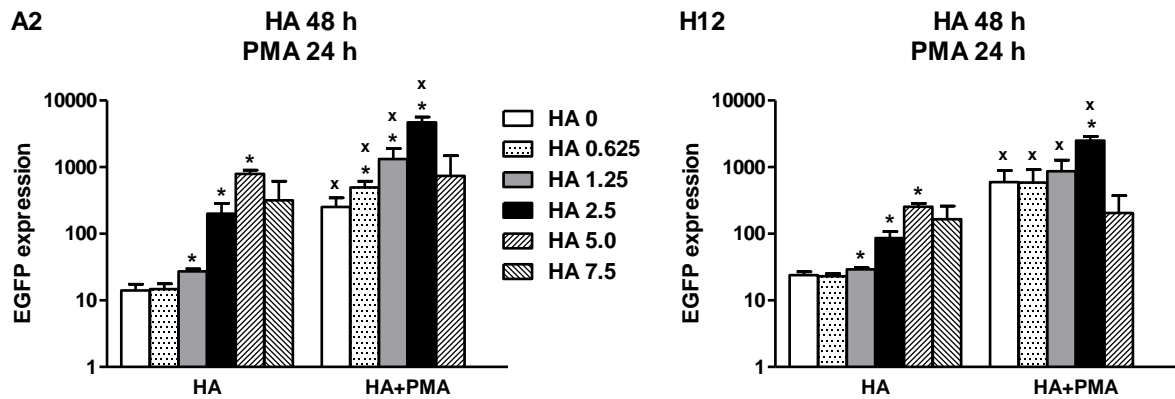 A2
HA 48 h
PMA 24 h
EGFP expression
10000
1000
100
10
1
* * *
x x * x * x *
HA
HA+PMA
HA 0
HA 0.625
HA 1.25
HA 2.5
HA 5.0
HA 7.5
H12
HA 48 h
PMA 24 h
EGFP expression
10000
1000
100
10
1
* * *
x x x x *
HA
HA+PMA